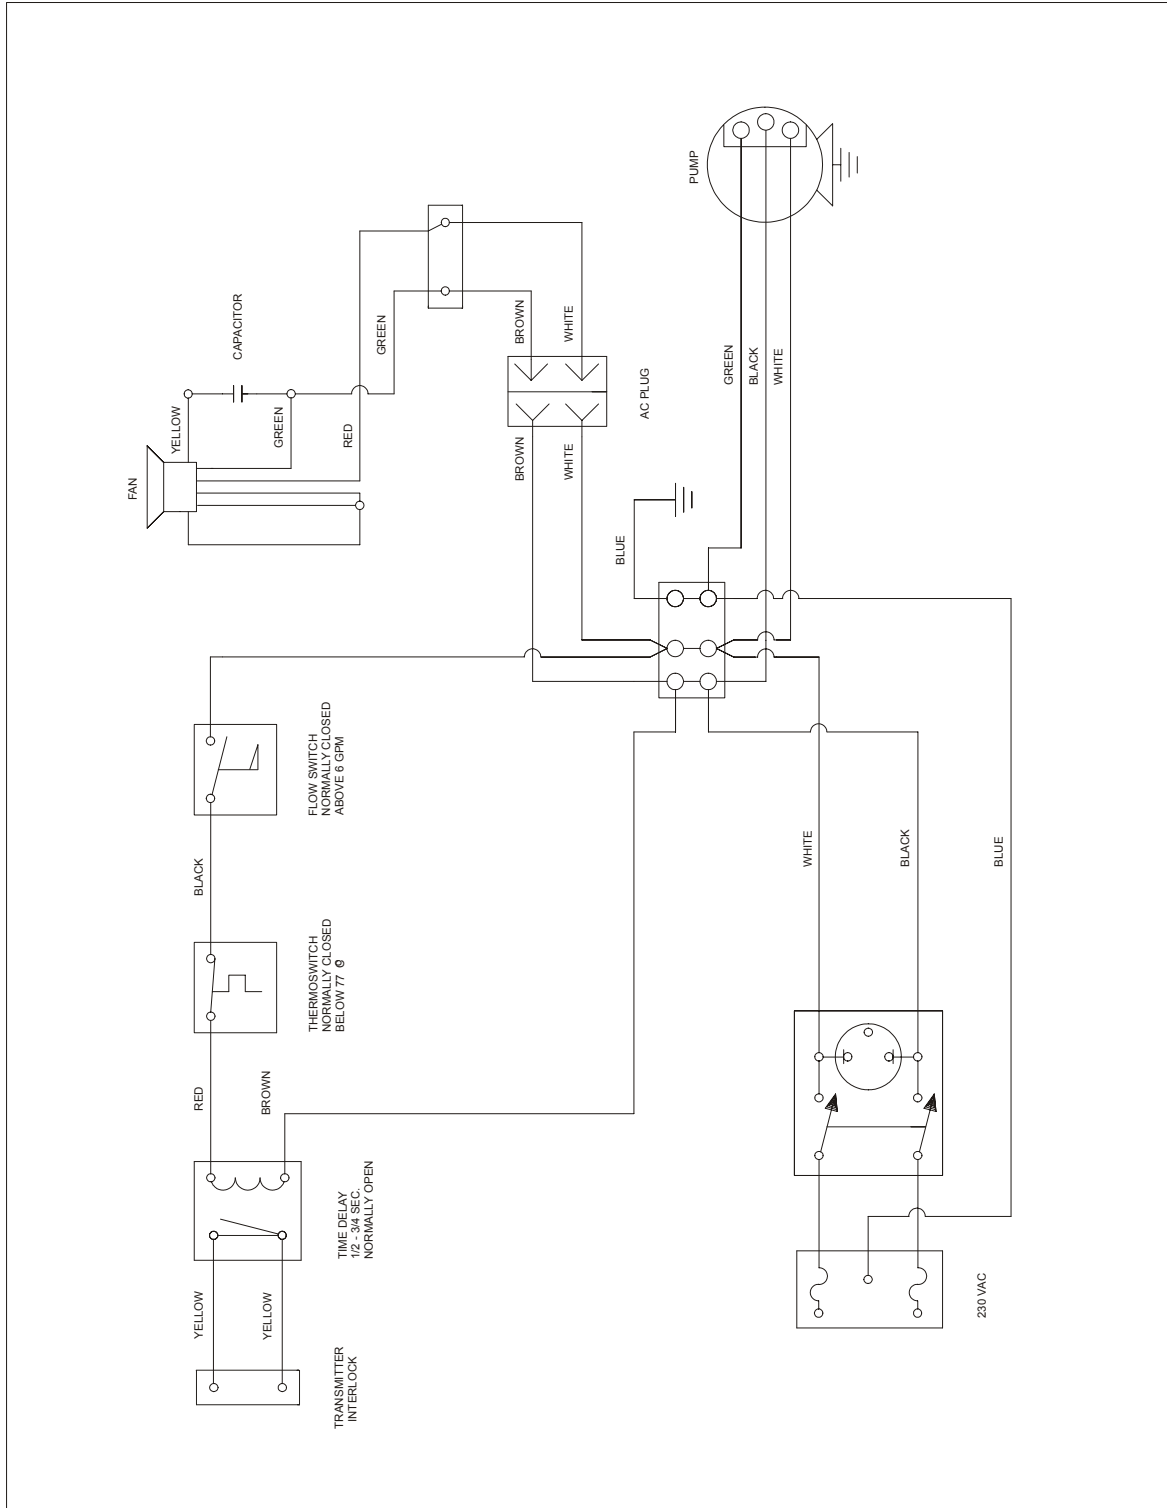 FAN
YELLOW
CAPACITOR
GREEN
RED
GREEN
YELLOW
YELLOW
RED
BROWN
BLACK
TRANSMITTER
INTERLOCK
TIME DELAY
1/2 - 3/4 SEC.
NORMALLY OPEN
THERMOSWITCH
NORMALLY CLOSED
BELOW 77
FLOW SWITCH
NORMALLY CLOSED
ABOVE 6 GPM
BROWN
BROWN
WHITE
WHITE
AC PLUG
BLUE
PUMP
GREEN
BLACK
WHITE
WHITE
BLACK
BLUE
230 VAC